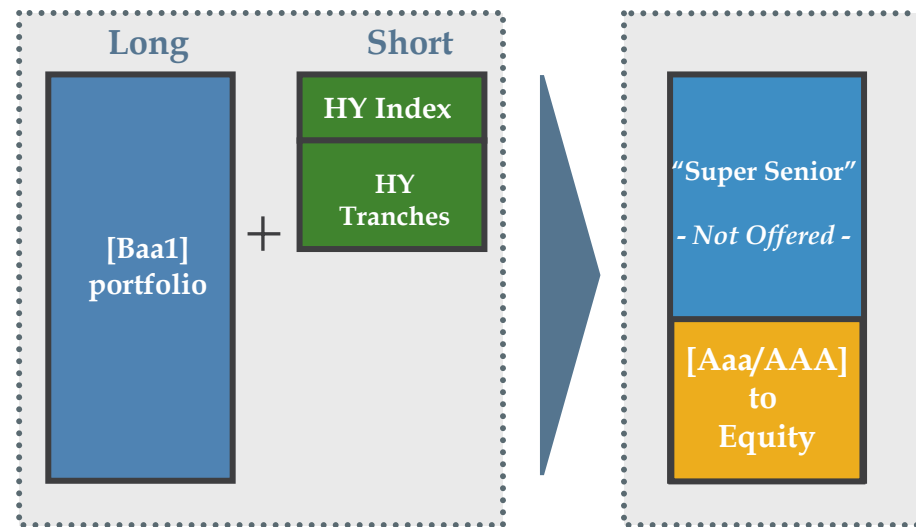 Long
Short
[Baa1]
portfolio
+
HY Index
HY
Tranches
“Super Senior”
- Not Offered -
[Aaa/AAA]
to
Equity